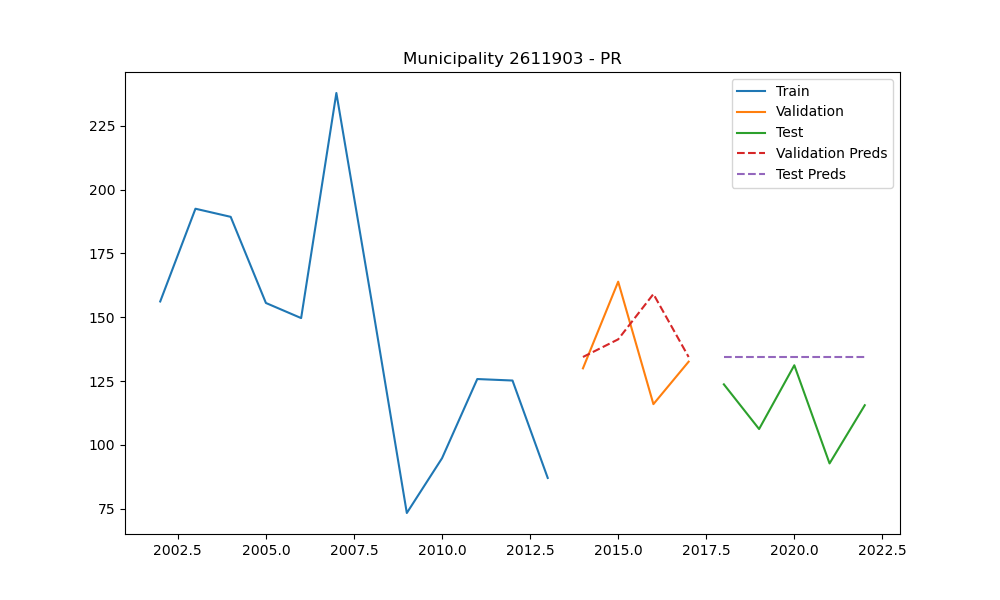 Municipality 2611903 - PR
Train
Validation
Test
Validation Preds
Test Preds
225
200
175
150
125
100
75
2002.5 2005.0 2007.5 2010.0 2012.5 2015.0 2017.5 2020.0 2022.5